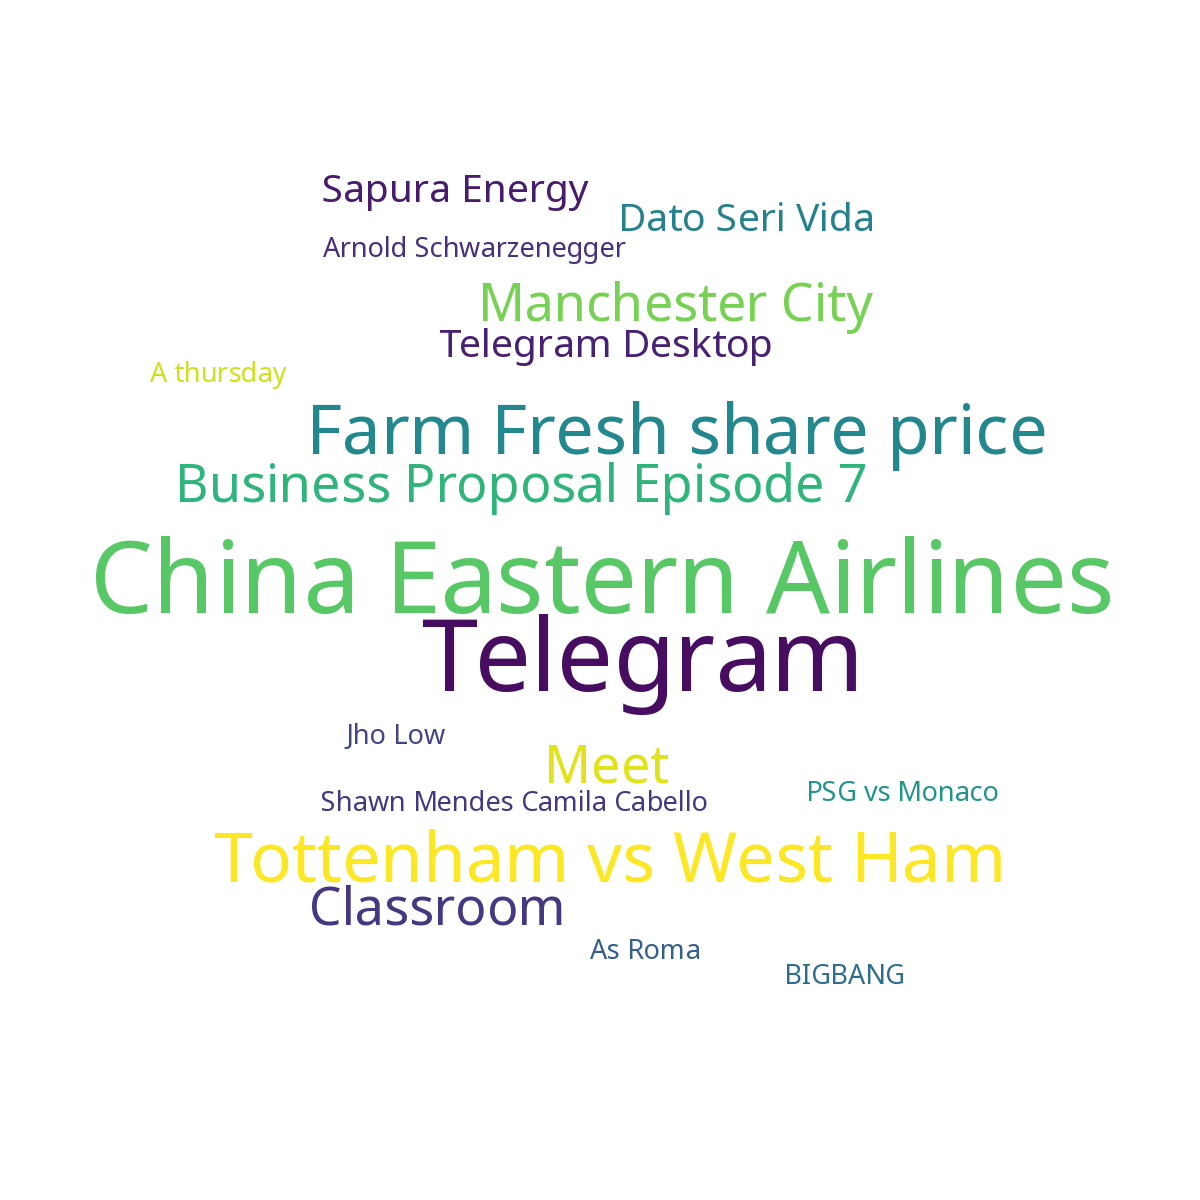 Sapura Energy
Dato Seri Vida
Arnold Schwarzenegger
Manchester City
Telegram Desktop
A thursday
Farm Fresh share price
Business Proposal Episode 7
China Eastern Airlines
Telegram
Jho Low
Meet
PSG vs Monaco
Shawn Mendes Camila Cabello
Tottenham vs West Ham
Classroom
As Roma
BIGBANG